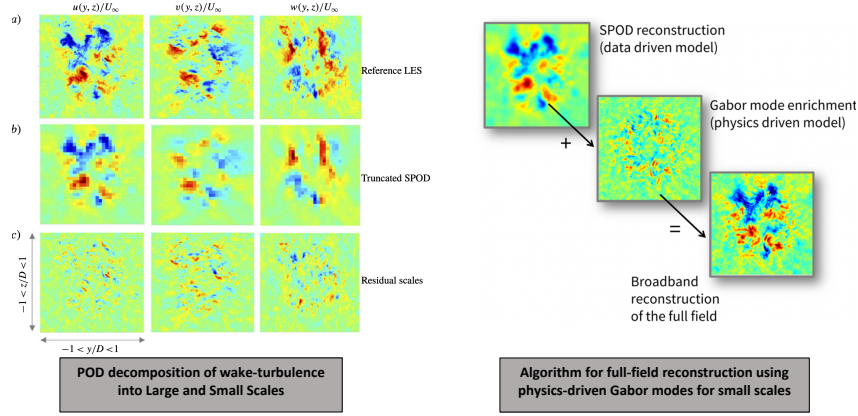 u(y, z)/U∞ v(y, z)/U∞ w(y, z)/U∞
a)
Reference LES
b)
Truncated SPOD
c)
Residual scales
−1 < z/D < 1
−1 < y/D < 1
POD decomposition of wake-turbulence
into Large and Small Scales
SPOD reconstruction
(data driven model)
+
Gabor mode enrichment
(physics driven model)
=
Broadband
reconstruction
of the full field
Algorithm for full-field reconstruction using
physics-driven Gabor modes for small scales